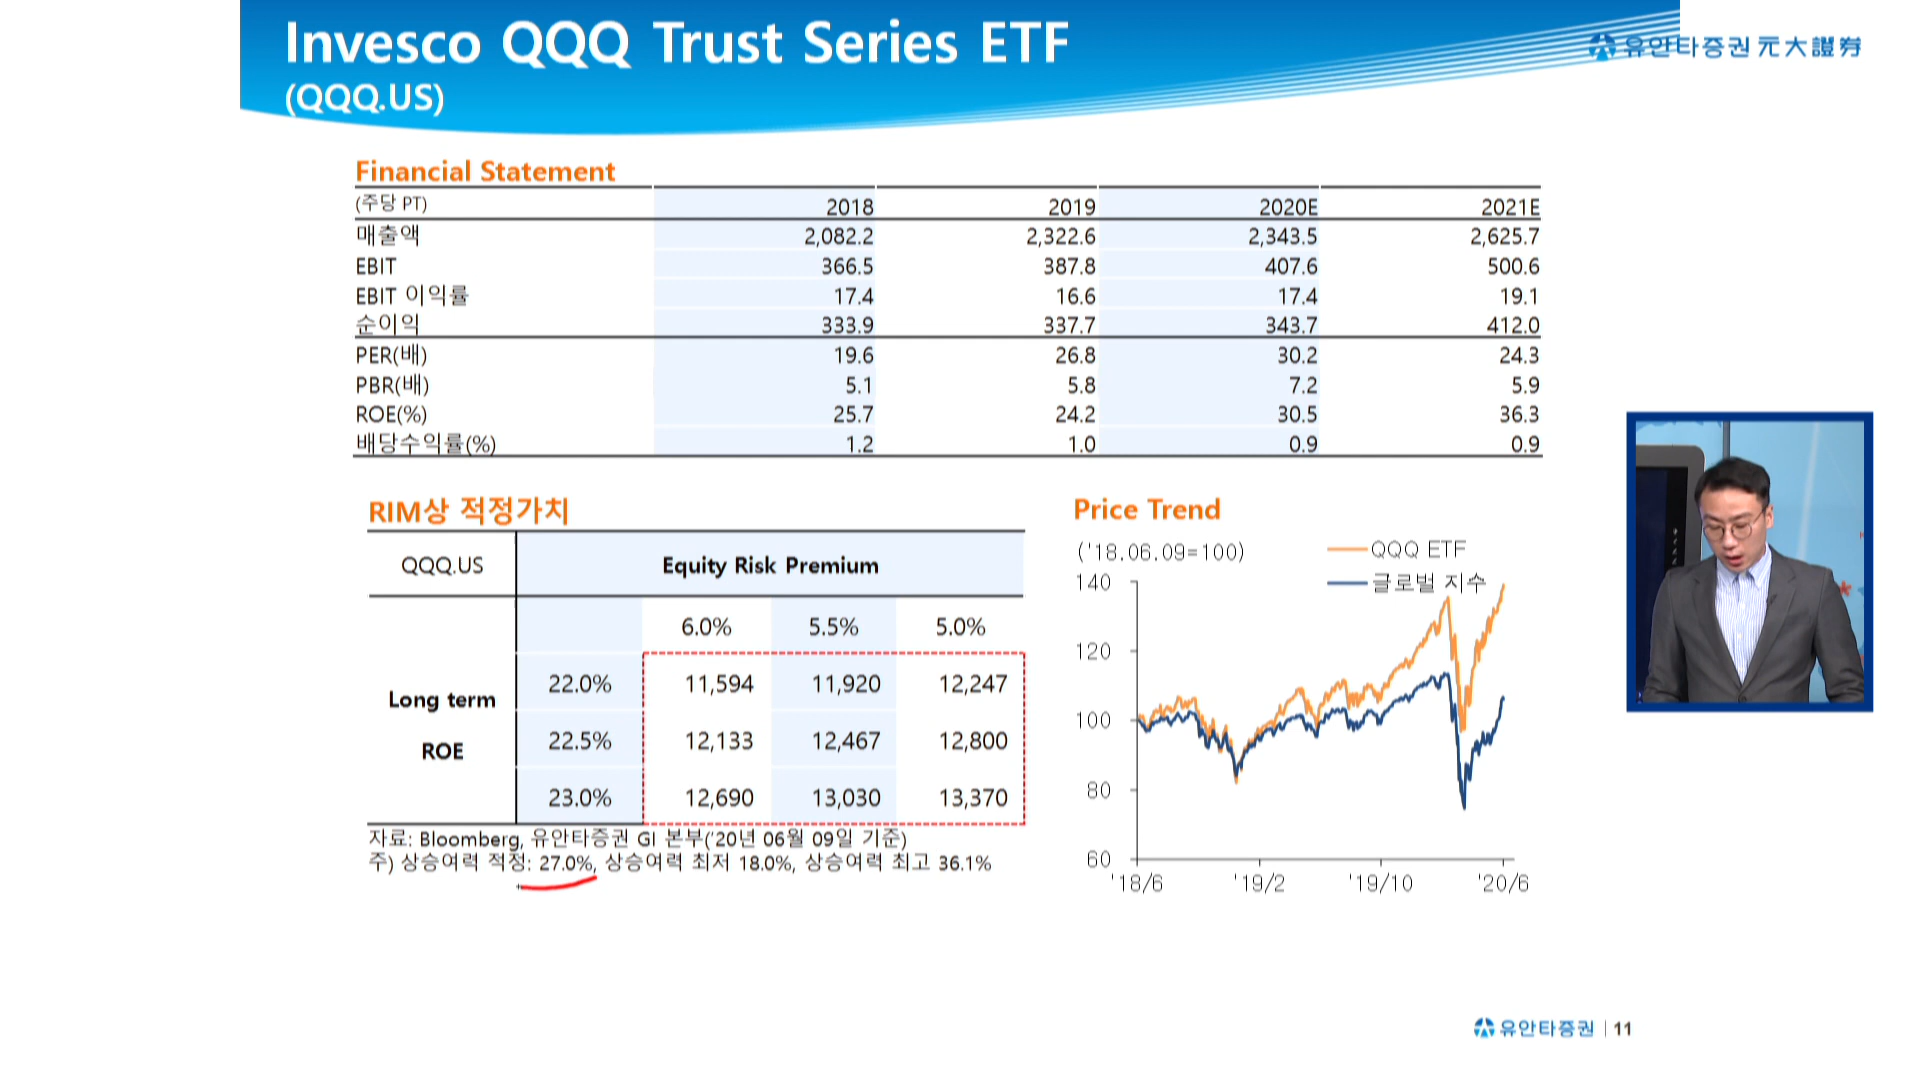 Invesco QQQ Trust Series ETF
(QQQ.US)
유안타증권 元大證券
Financial Statement
(주당 PT) 2018 2019 2020E 2021E
매출액 2,082.2 2,322.6 2,343.5 2,625.7
EBIT 366.5 387.8 407.6 500.6
EBIT 이익률 17.4 16.6 17.4 19.1
순이익 333.9 337.7 343.7 412.0
PER(배) 19.6 26.8 30.2 24.3
PBR(배) 5.1 5.8 7.2 5.9
ROE(%) 25.7 24.2 30.5 36.3
배당수익률(%) 1.2 1.0 0.9 0.9
RIM상 적정가치
QQQ.US Equity Risk Premium
6.0% 5.5% 5.0%
Long term ROE
22.0% 11,594 11,920 12,247
22.5% 12,133 12,467 12,800
23.0% 12,690 13,030 13,370
자료: Bloomberg, 유안타증권 GI 본부('20년 06월 09일 기준)
주) 상승여력 적정: 27.0%, 상승여력 최저 18.0%, 상승여력 최고 36.1%
Price Trend
('18.06.09=100)
QQQ ETF
글로벌 지수
140
120
100
80
60
'18/6 '19/2 '19/10 '20/6
유안타증권 | 11